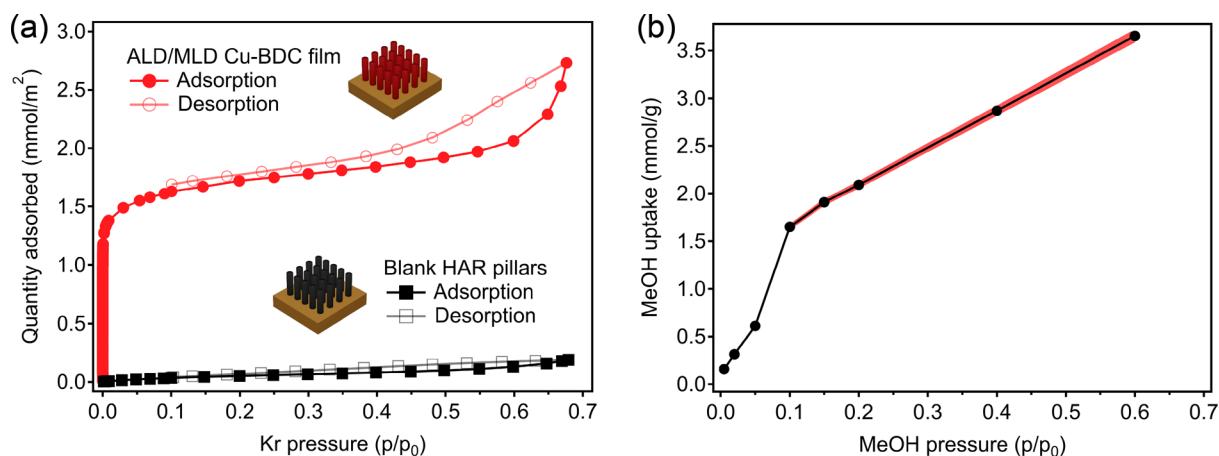 (a)
3.0
2.5
2.0
1.5
1.0
0.5
0.0
Quantity adsorbed (mmol/m²)
ALD/MLD Cu-BDC film
Adsorption
Desorption
Blank HAR pillars
Adsorption
Desorption
0.0 0.1 0.2 0.3 0.4 0.5 0.6 0.7
Kr pressure (p/p₀)
(b)
3.5
3.0
2.5
2.0
1.5
1.0
0.5
0.0
MeOH uptake (mmol/g)
0.0 0.1 0.2 0.3 0.4 0.5 0.6 0.7
MeOH pressure (p/p₀)